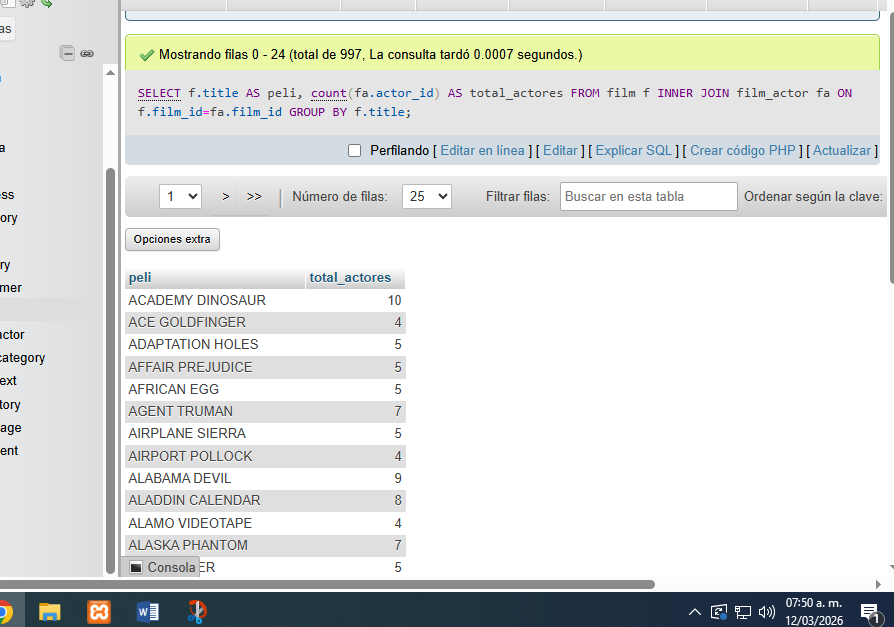 as
Mostrando filas 0 - 24 (total de 997, La consulta tardó 0.0007 segundos.)
SELECT f.title AS peli, count(fa.actor_id) AS total_actores FROM film f INNER JOIN film_actor fa ON
f.film_id=fa.film_id GROUP BY f.title;
Perfilando [ Editar en línea ] [ Editar ] [ Explicar SQL ] [ Crear código PHP ] [ Actualizar ]
1 > >> Número de filas: 25 Filtrar filas: Buscar en esta tabla Ordenar según la clave:
Opciones extra
peli total_actores
ACADEMY DINOSAUR 10
ACE GOLDFINGER 4
ADAPTATION HOLES 5
AFFAIR PREJUDICE 5
AFRICAN EGG 5
AGENT TRUMAN 7
AIRPLANE SIERRA 5
AIRPORT POLLOCK 4
ALABAMA DEVIL 9
ALADDIN CALENDAR 8
ALAMO VIDEOTAPE 4
ALASKA PHANTOM 7
Consola ER 5
a
ess
ory
ry
mer
actor
category
ext
tory
age
ent
07:50 a. m.
12/03/2026
1